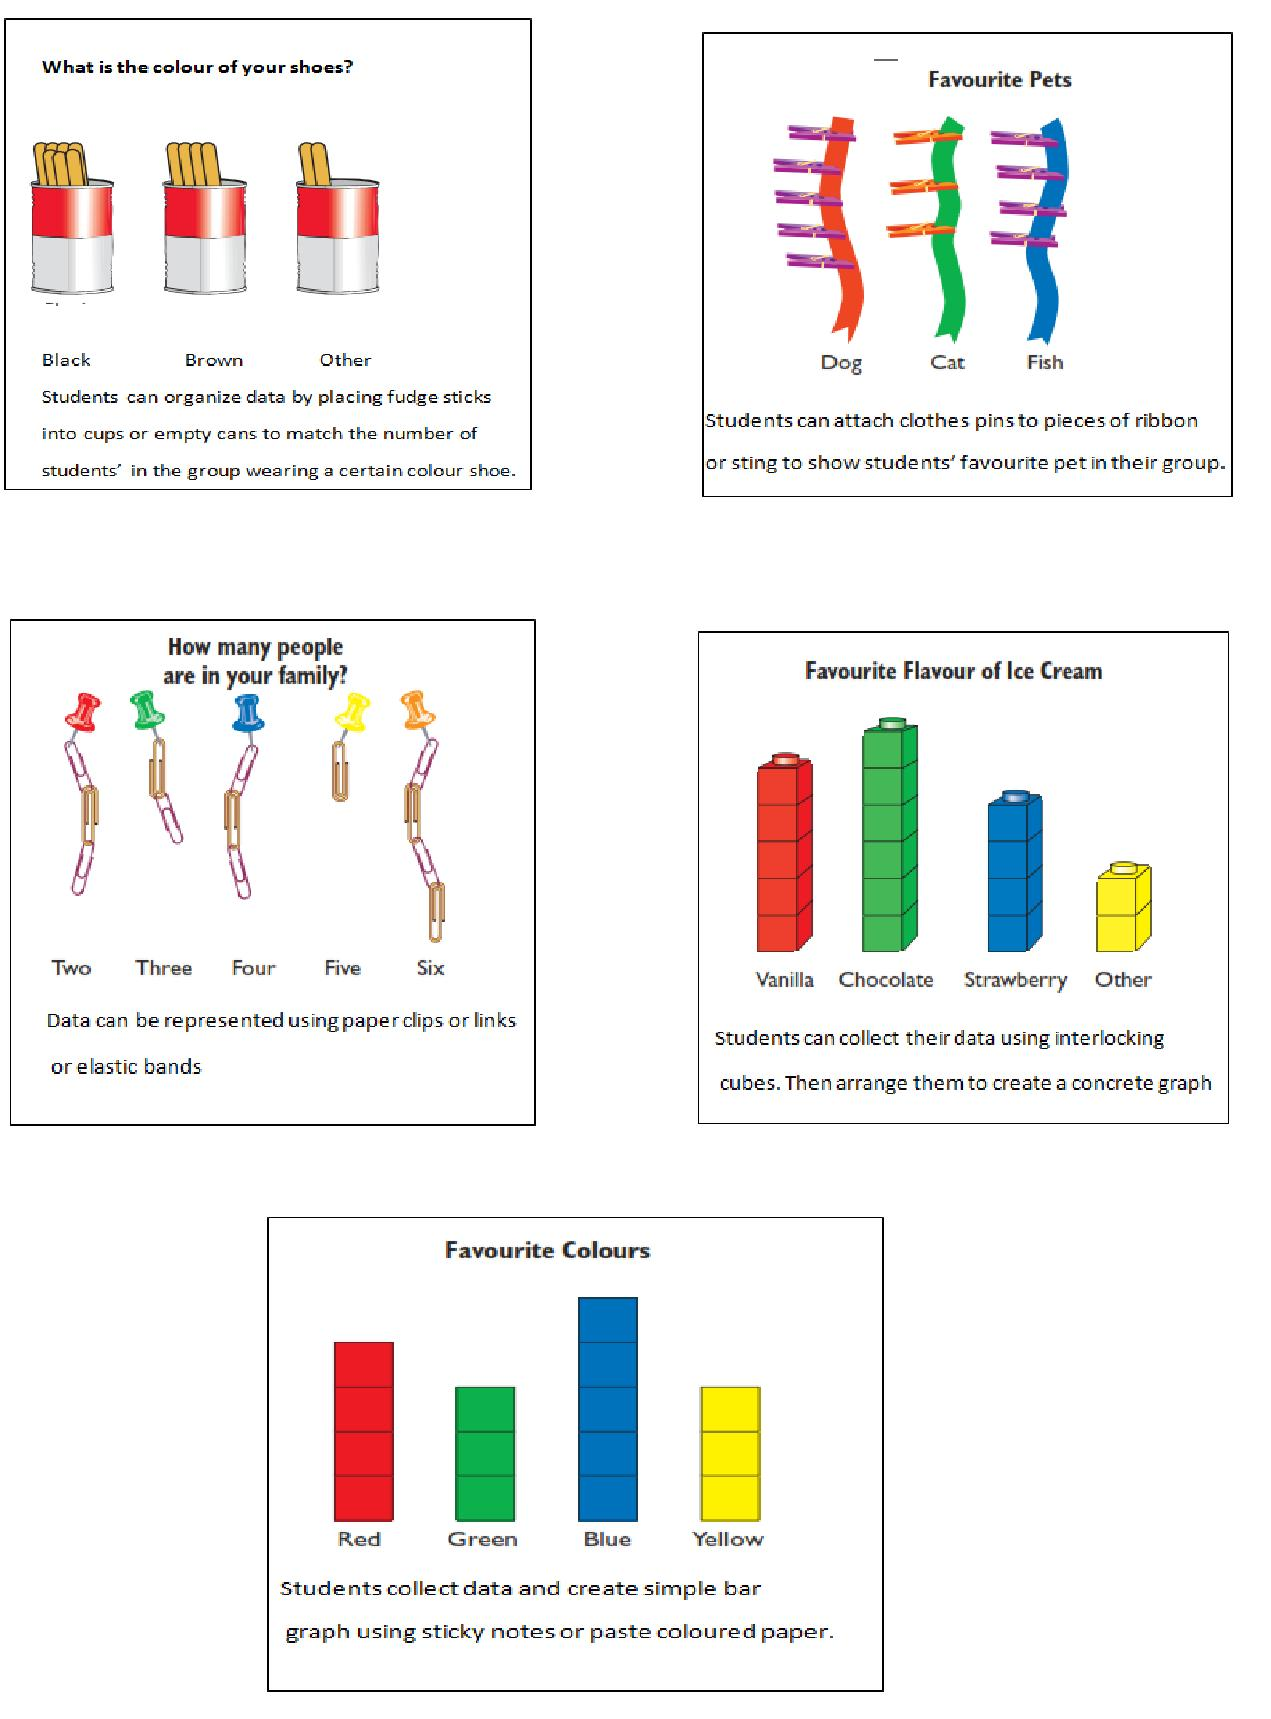 What is the colour of your shoes?
Black Brown Other
Students can organize data by placing fudge sticks
into cups or empty cans to match the number of
students’ in the group wearing a certain colour shoe.
Favourite Pets
Dog Cat Fish
Students can attach clothes pins to pieces of ribbon
or sting to show students’ favourite pet in their group.
How many people
are in your family?
Two Three Four Five Six
Data can be represented using paper clips or links
or elastic bands
Favourite Flavour of Ice Cream
Vanilla Chocolate Strawberry Other
Students can collect their data using interlocking
cubes. Then arrange them to create a concrete graph
Favourite Colours
Red Green Blue Yellow
Students collect data and create simple bar
graph using sticky notes or paste coloured paper.